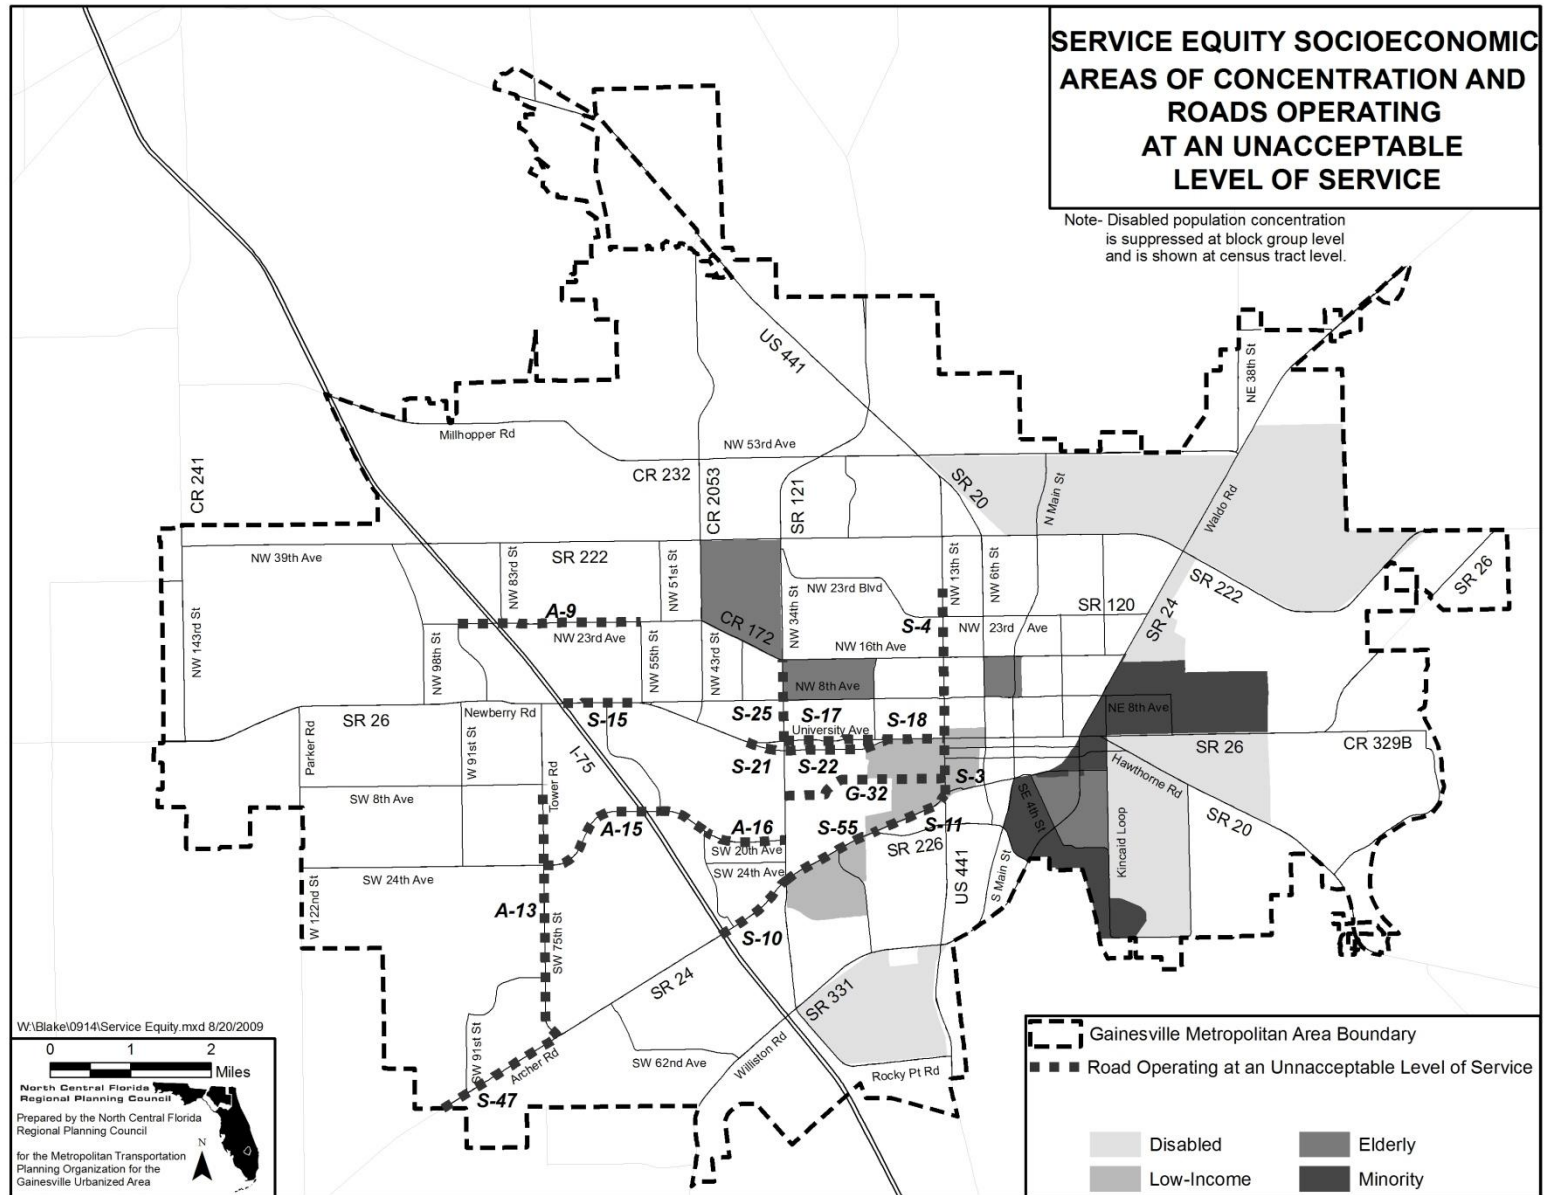 SERVICE EQUITY SOCIOECONOMIC
AREAS OF CONCENTRATION AND
ROADS OPERATING
AT AN UNACCEPTABLE
LEVEL OF SERVICE
Note- Disabled population concentration
is suppressed at block group level
and is shown at census tract level.
US 441
NE 38th St
Millhopper Rd
NW 53rd Ave
CR 241
CR 232
CR 2053
SR 121
SR 20
N Main St
Waldo Rd
NW 39th Ave
SR 222
NW 83rd St
NW 51st St
NW 34th St
NW 23rd Blvd
NW 13th St
NW 6th St
SR 120
SR 24
SR 222
SR 26
NW 143rd St
A-9
NW 23rd Ave
CR 172
S-4
NW 23rd Ave
NW 16th Ave
NW 98th St
NW 55th St
NW 43rd St
NW 8th Ave
NE 8th Ave
SR 26
Newberry Rd
S-15
S-25
S-17
S-18
University Ave
SR 26
CR 329B
Parker Rd
W 91st St
I-75
Tower Rd
S-21
S-22
S-3
Hawthorne Rd
SW 8th Ave
G-32
SE 4th St
SR 20
A-15
A-16
S-55
S-11
SR 226
Kincaid Loop
SW 20th Ave
SW 24th Ave
SW 24th Ave
W 122nd St
A-13
SW 75th St
S-10
US 441
S Main St
SR 24
SR 331
SW 91st St
Archer Rd
SW 62nd Ave
Williston Rd
Rocky Pt Rd
S-47
W:\Blake\0914\Service Equity.mxd 8/20/2009
0 1 2
Miles
North Central Florida
Regional Planning Council
Prepared by the North Central Florida
Regional Planning Council
N
for the Metropolitan Transportation
Planning Organization for the
Gainesville Urbanized Area
Gainesville Metropolitan Area Boundary
Road Operating at an Unnacceptable Level of Service
Disabled
Elderly
Low-Income
Minority